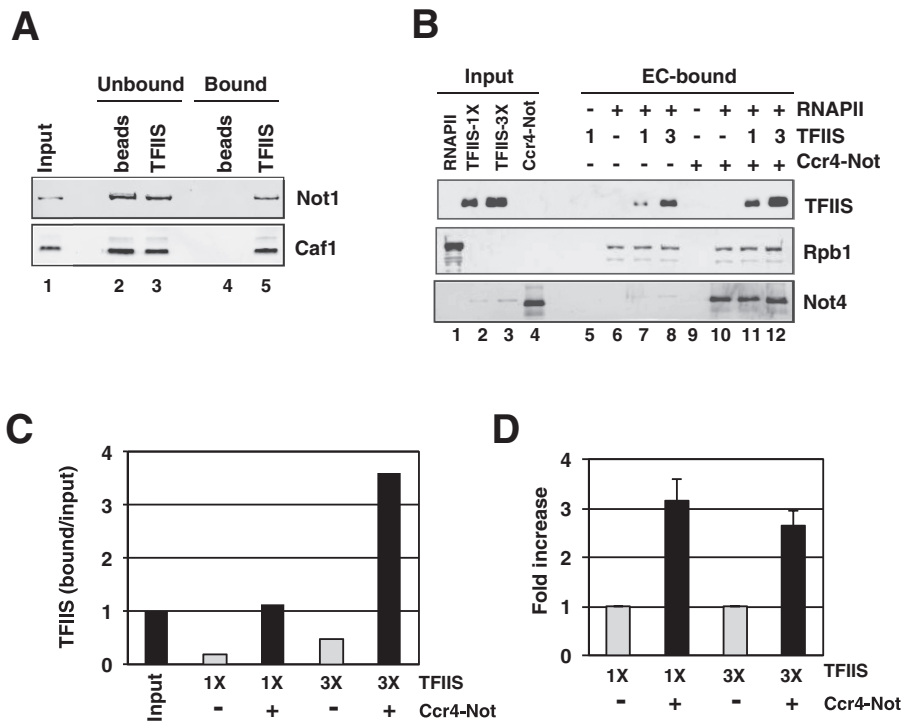 A
Unbound
Bound
Input
beads
TFIIS
beads
TFIIS
Not1
Caf1
1 2 3 4 5
B
Input
EC-bound
RNAPII
TFIIS-1X
TFIIS-3X
Ccr4-Not
- + + + - + + + RNAPII
1 - 1 3 - - 1 3 TFIIS
- - - - + + + + Ccr4-Not
TFIIS
Rpb1
Not4
1 2 3 4 5 6 7 8 9 10 11 12
C
TFIIS (bound/input)
4
3
2
1
0
Input
1X 1X 3X 3X TFIIS
- + - + Ccr4-Not
D
Fold increase
4
3
2
1
0
1X 1X 3X 3X TFIIS
- + - + Ccr4-Not